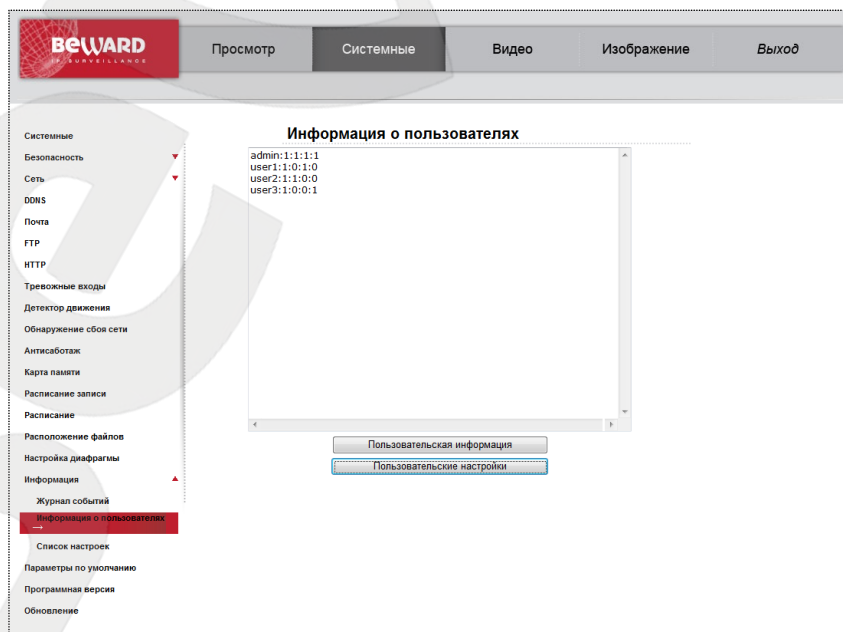 BEWARD
IP SURVEILLANCE
Просмотр
Системные
Видео
Изображение
Выход
Системные
Безопасность
Сеть
DDNS
Почта
FTP
HTTP
Тревожные входы
Детектор движения
Обнаружение сбоя сети
Антисаботаж
Карта памяти
Расписание записи
Расписание
Расположение файлов
Настройка диафрагмы
Информация
Журнал событий
Информация о пользователях
Список настроек
Параметры по умолчанию
Программная версия
Обновление
Информация о пользователях
admin:1:1:1:1
user1:1:0:1:0
user2:1:1:0:0
user3:1:0:0:1
Пользовательская информация
Пользовательские настройки